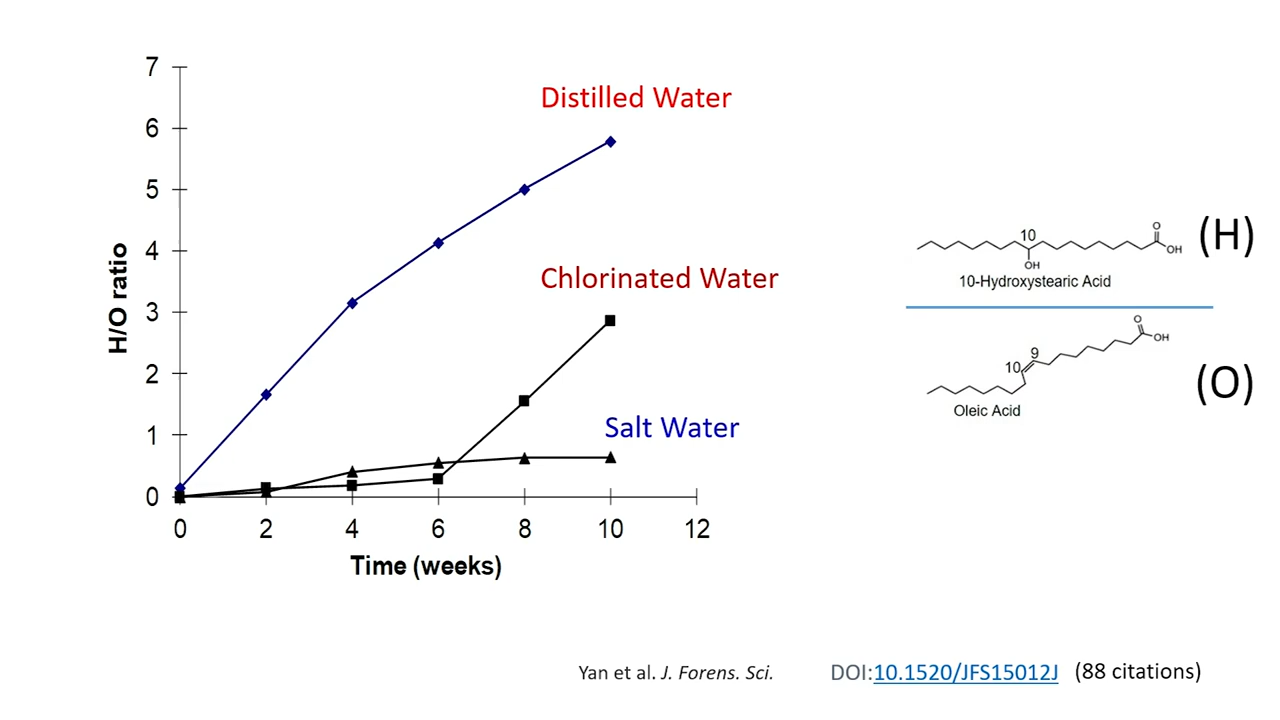 7
6
5
4
3
2
1
0
H/O ratio
0 2 4 6 8 10 12
Time (weeks)
Distilled Water
Chlorinated Water
Salt Water
O
OH
10
OH
10-Hydroxystearic Acid
(H)
O
OH
9
10
Oleic Acid
(O)
Yan et al. J. Forens. Sci. DOI:10.1520/JFS15012J (88 citations)